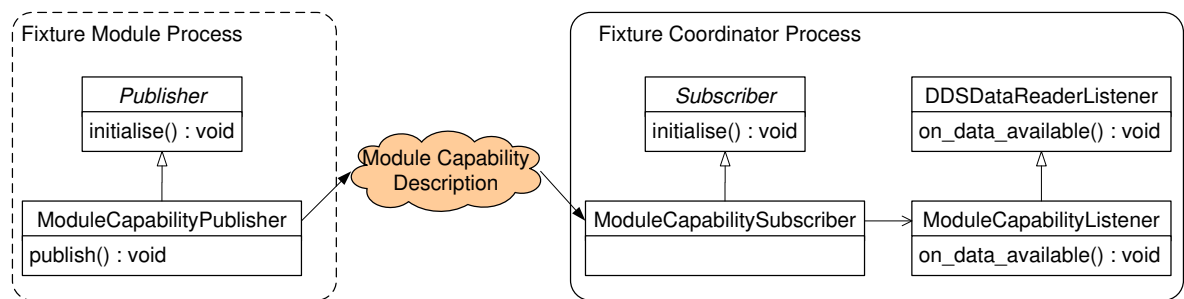 Fixture Module Process
Publisher
initialise() : void
ModuleCapabilityPublisher
publish() : void
Module Capability
Description
Fixture Coordinator Process
Subscriber
initialise() : void
DDSDataReaderListener
on_data_available() : void
ModuleCapabilitySubscriber
ModuleCapabilityListener
on_data_available() : void